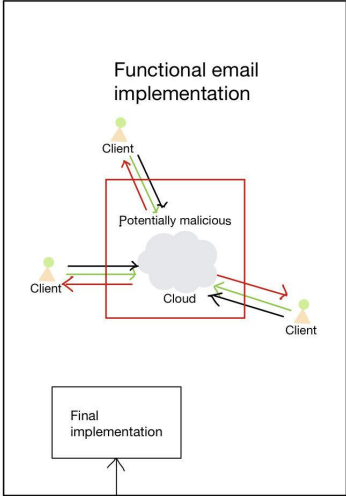 Functional email
implementation
Client
Potentially malicious
Client
Cloud
Client
Final
implementation